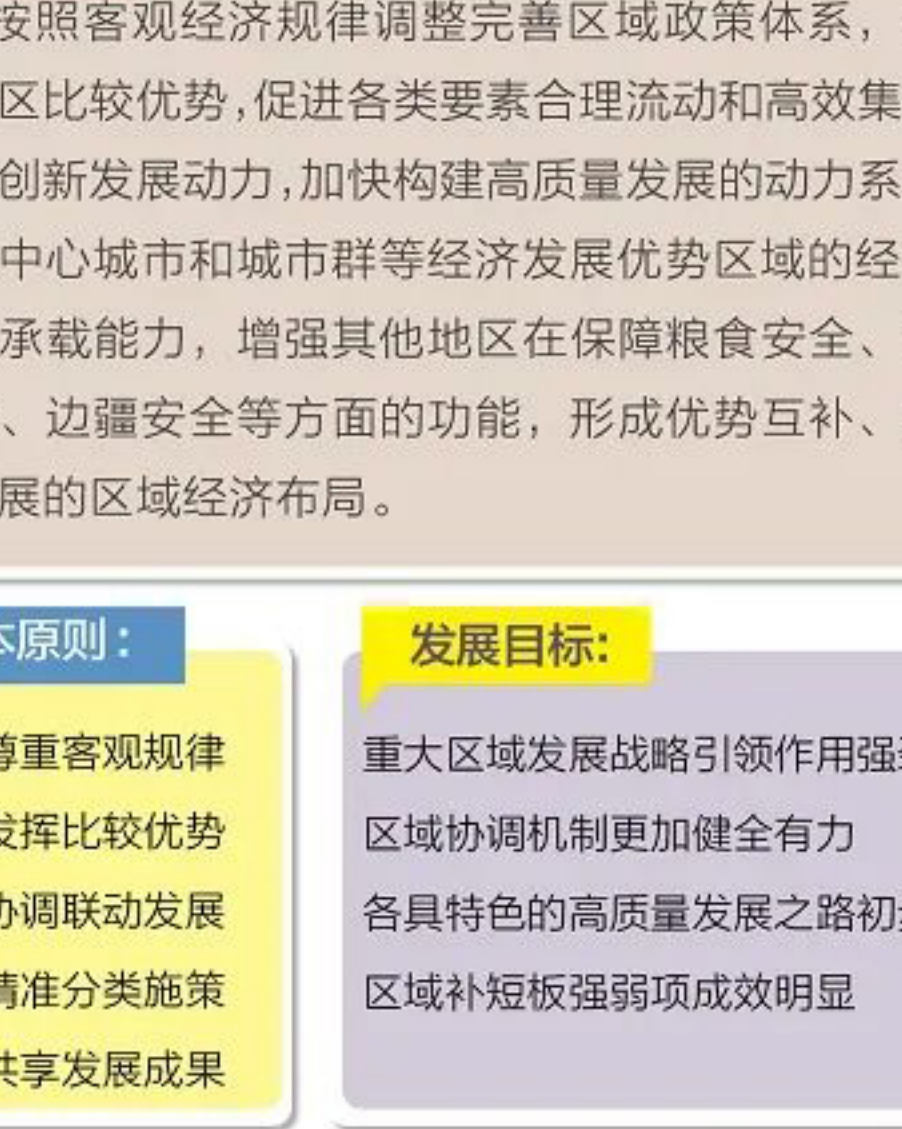 按照客观经济规律调整完善区域政策体系，
区比较优势,促进各类要素合理流动和高效集
创新发展动力,加快构建高质量发展的动力系
中心城市和城市群等经济发展优势区域的经
承载能力，增强其他地区在保障粮食安全、
、边疆安全等方面的功能，形成优势互补、
展的区域经济布局。
本原则：
尊重客观规律
发挥比较优势
协调联动发展
精准分类施策
共享发展成果
发展目标:
重大区域发展战略引领作用强
区域协调机制更加健全有力
各具特色的高质量发展之路初
区域补短板强弱项成效明显